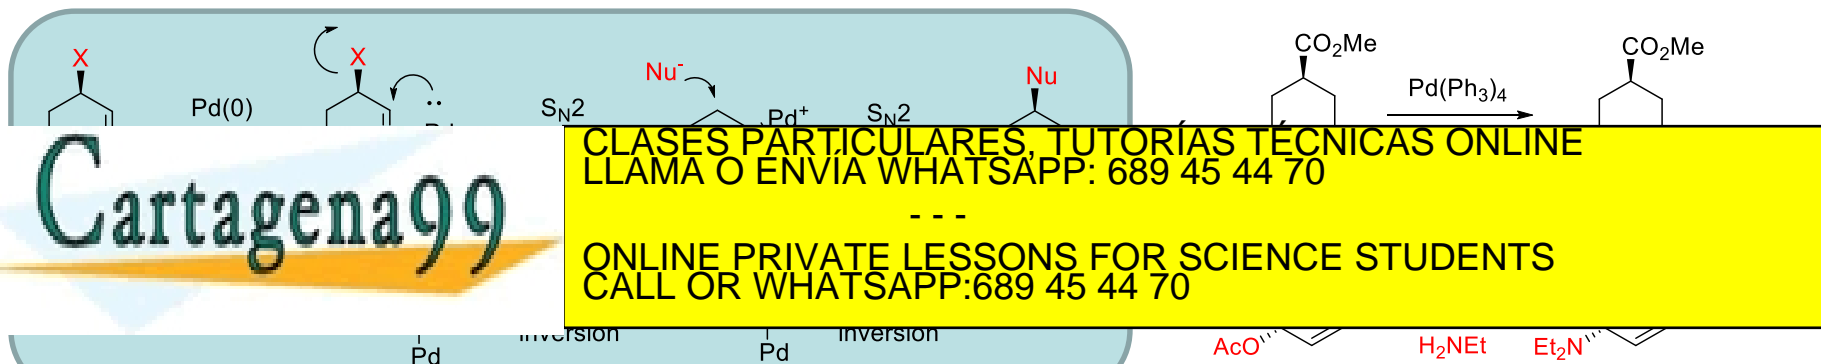 X
Pd(0)
X
S_N2
Nu⁻
Pd⁺
S_N2
Nu
CO₂Me
Pd(Ph₃)₄
CO₂Me
Cartagena99
CLASES PARTICULARES, TUTORÍAS TÉCNICAS ONLINE
LLAMA O ENVÍA WHATSAPP: 689 45 44 70
- - -
ONLINE PRIVATE LESSONS FOR SCIENCE STUDENTS
CALL OR WHATSAPP:689 45 44 70
Pd
inversion
Pd
inversion
AcO
H₂NEt
Et₂N